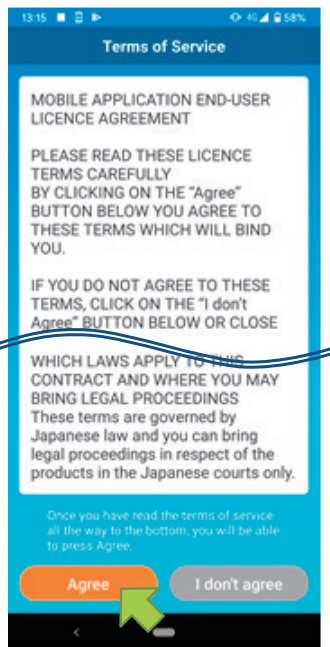 13:15 4G 58%
Terms of Service
MOBILE APPLICATION END-USER
LICENCE AGREEMENT
PLEASE READ THESE LICENCE
TERMS CAREFULLY
BY CLICKING ON THE "Agree"
BUTTON BELOW YOU AGREE TO
THESE TERMS WHICH WILL BIND
YOU.
IF YOU DO NOT AGREE TO THESE
TERMS, CLICK ON THE "I don't
Agree" BUTTON BELOW OR CLOSE
WHICH LAWS APPLY TO THIS
CONTRACT AND WHERE YOU MAY
BRING LEGAL PROCEEDINGS
These terms are governed by
Japanese law and you can bring
legal proceedings in respect of the
products in the Japanese courts only.
Once you have read the terms of service
all the way to the bottom, you will be able
to press Agree.
Agree I don't agree